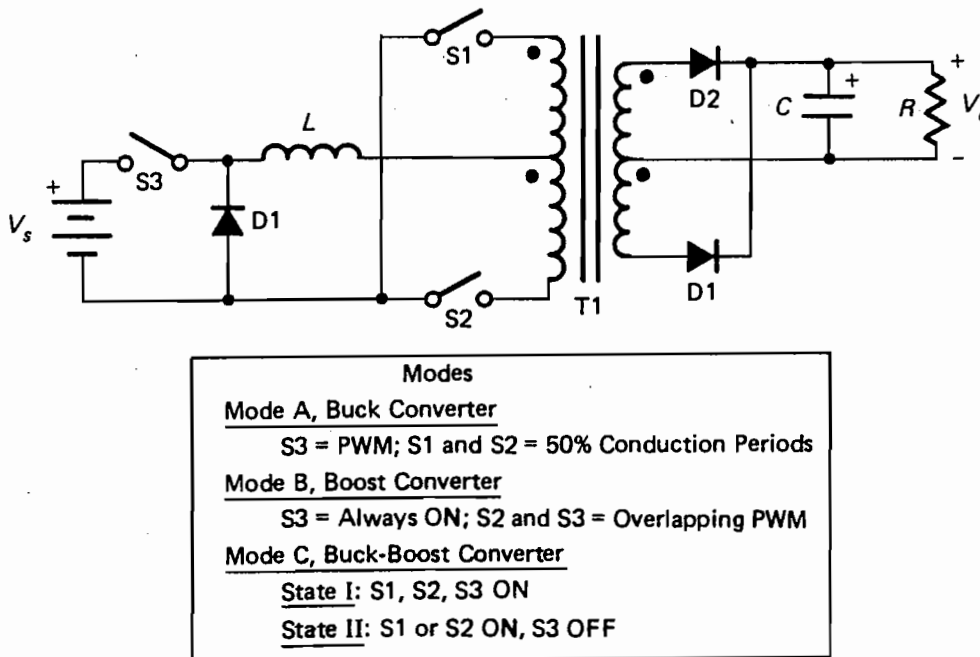 S1
D2
C
+
R
+
V
-
L
S3
+
V_s
D1
S2
T1
D1
Modes
Mode A, Buck Converter
S3 = PWM; S1 and S2 = 50% Conduction Periods
Mode B, Boost Converter
S3 = Always ON; S2 and S3 = Overlapping PWM
Mode C, Buck-Boost Converter
State I: S1, S2, S3 ON
State II: S1 or S2 ON, S3 OFF